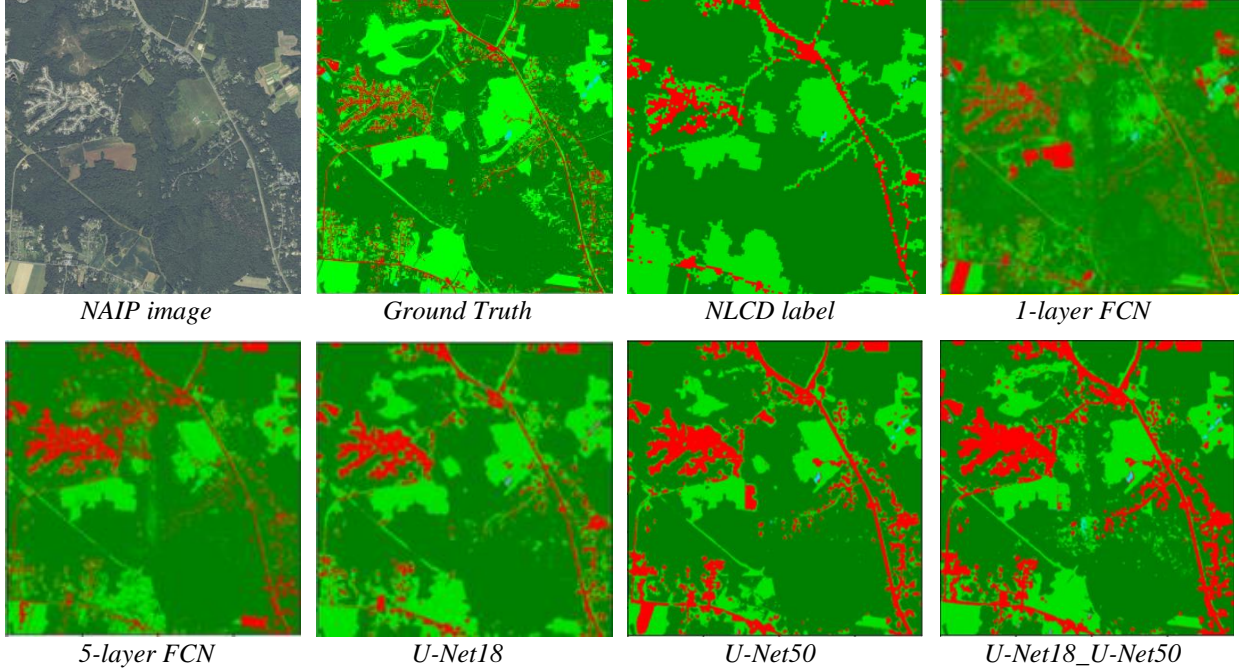 NAIP image
Ground Truth
NLCD label
1-layer FCN
5-layer FCN
U-Net18
U-Net50
U-Net18_U-Net50